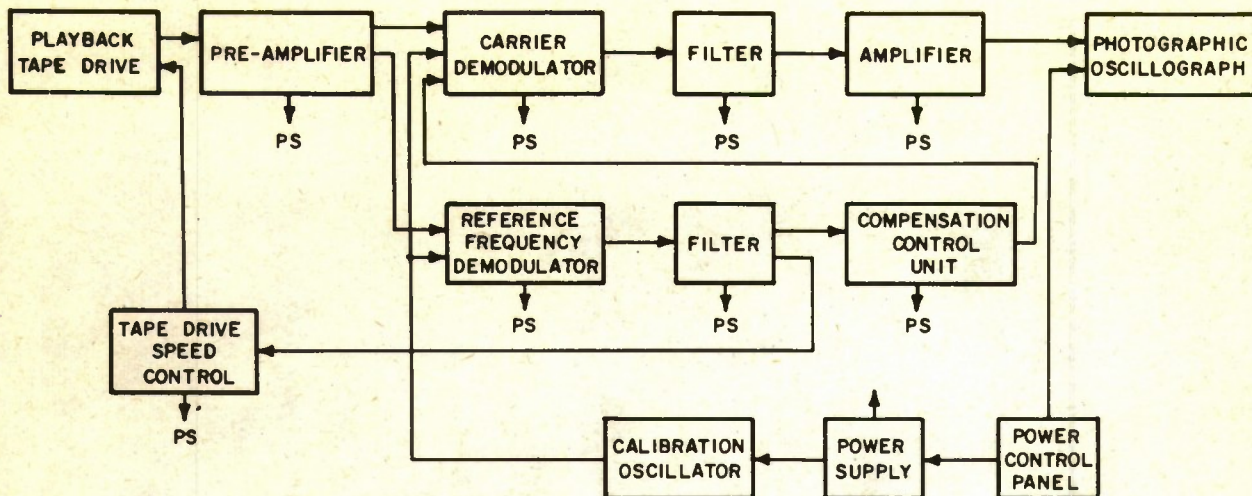 PLAYBACK
TAPE DRIVE
PRE-AMPLIFIER
CARRIER
DEMODULATOR
FILTER
AMPLIFIER
PHOTOGRAPHIC
OSCILLOGRAPH
PS
PS
PS
PS
REFERENCE
FREQUENCY
DEMODULATOR
FILTER
COMPENSATION
CONTROL
UNIT
PS
PS
PS
TAPE DRIVE
SPEED
CONTROL
PS
CALIBRATION
OSCILLATOR
POWER
SUPPLY
POWER
CONTROL
PANEL